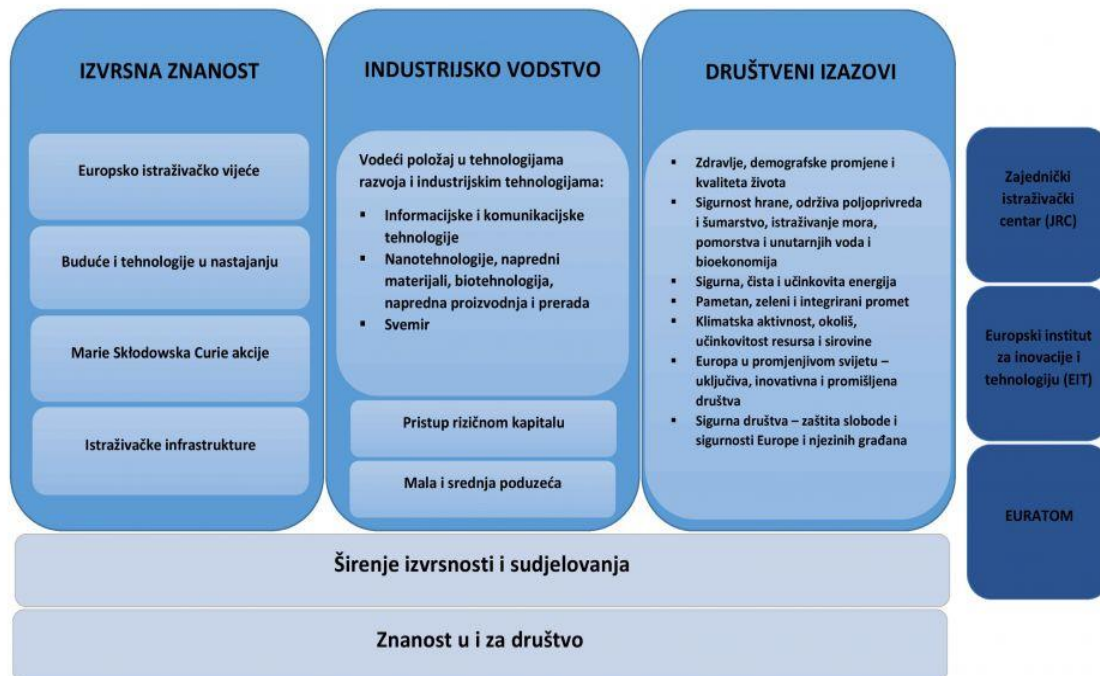 IZVRSNA ZNANOST
Europsko istraživačko vijeće
Buduće i tehnologije u nastajanju
Marie Skłodowska Curie akcije
Istraživačke infrastrukture
INDUSTRIJSKO VODSTVO
Vodeći položaj u tehnologijama
razvoja i industrijskim tehnologijama:
▪ Informacijske i komunikacijske
tehnologije
▪ Nanotehnologije, napredni
materijali, biotehnologija,
napredna proizvodnja i prerada
▪ Svemir
Pristup rizičnom kapitalu
Mala i srednja poduzeća
DRUŠTVENI IZAZOVI
▪ Zdravlje, demografske promjene i
kvaliteta života
▪ Sigurnost hrane, održiva poljoprivreda
i šumarstvo, istraživanje mora,
pomorstva i unutarnjih voda i
bioekonomija
▪ Sigurna, čista i učinkovita energija
▪ Pametan, zeleni i integrirani promet
▪ Klimatska aktivnost, okoliš,
učinkovitost resursa i sirovine
▪ Europa u promjenjivom svijetu –
uključiva, inovativna i promišljena
društva
▪ Sigurna društva – zaštita slobode i
sigurnosti Europe i njezinih građana
Zajednički
istraživački
centar (JRC)
Europski institut
za inovacije i
tehnologiju (EIT)
EURATOM
Širenje izvrsnosti i sudjelovanja
Znanost u i za društvo